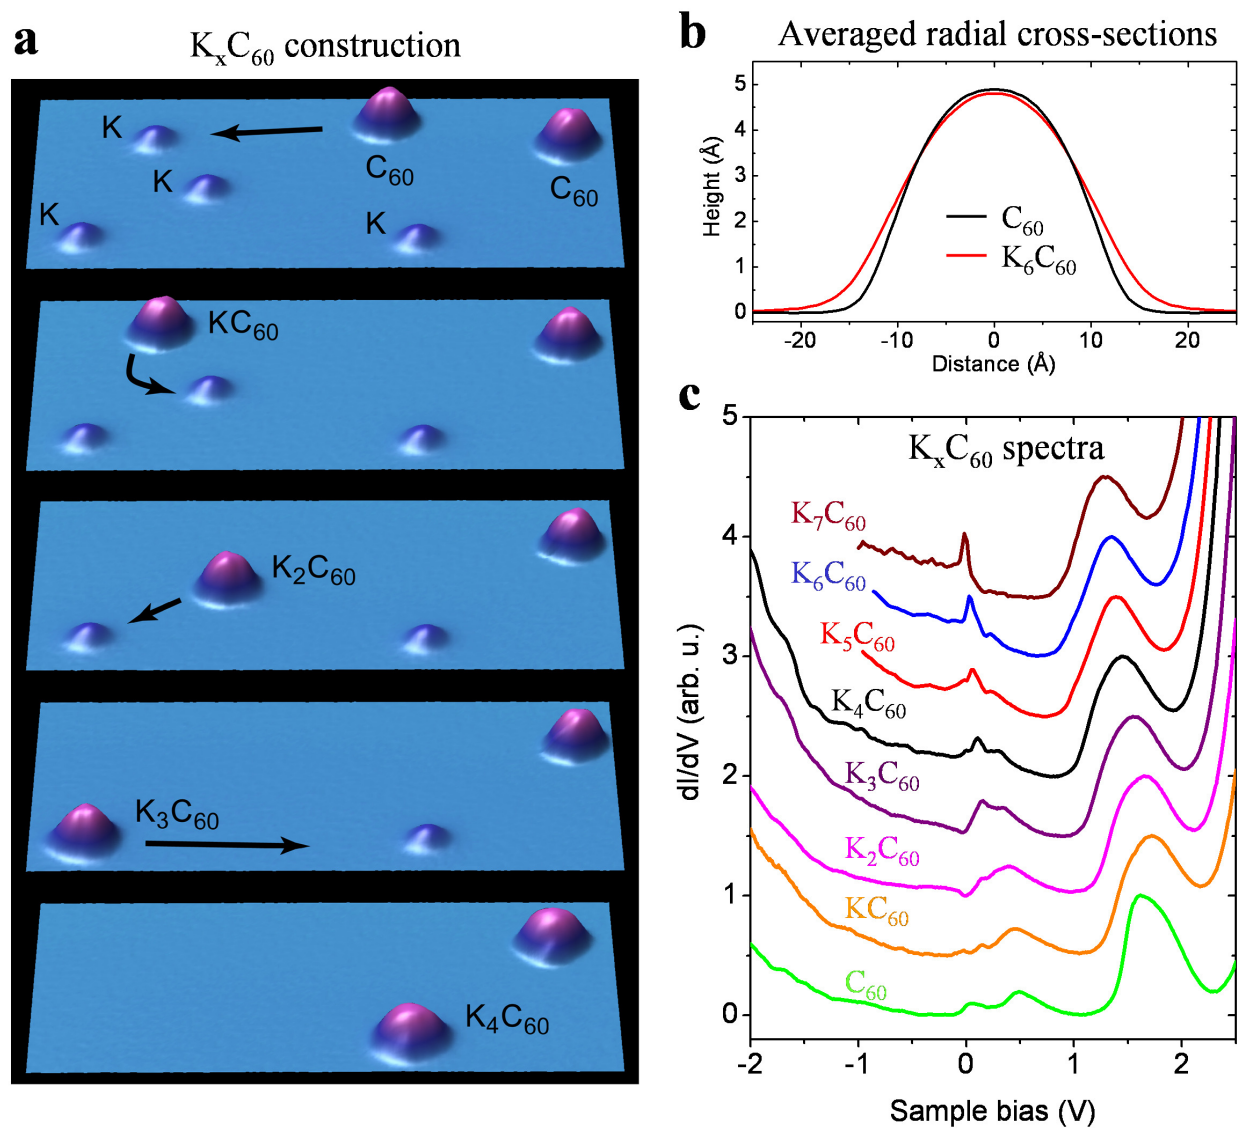 a
KₓC₆₀ construction
K
K
K
K
C₆₀
C₆₀
KC₆₀
K₂C₆₀
K₃C₆₀
K₄C₆₀
b
Averaged radial cross-sections
Height (Å)
5
4
3
2
1
0
C₆₀
K₆C₆₀
-20
-10
0
10
20
Distance (Å)
c
KₓC₆₀ spectra
dI/dV (arb. u.)
5
4
3
2
1
0
K₇C₆₀
K₆C₆₀
K₅C₆₀
K₄C₆₀
K₃C₆₀
K₂C₆₀
KC₆₀
C₆₀
-2
-1
0
1
2
Sample bias (V)